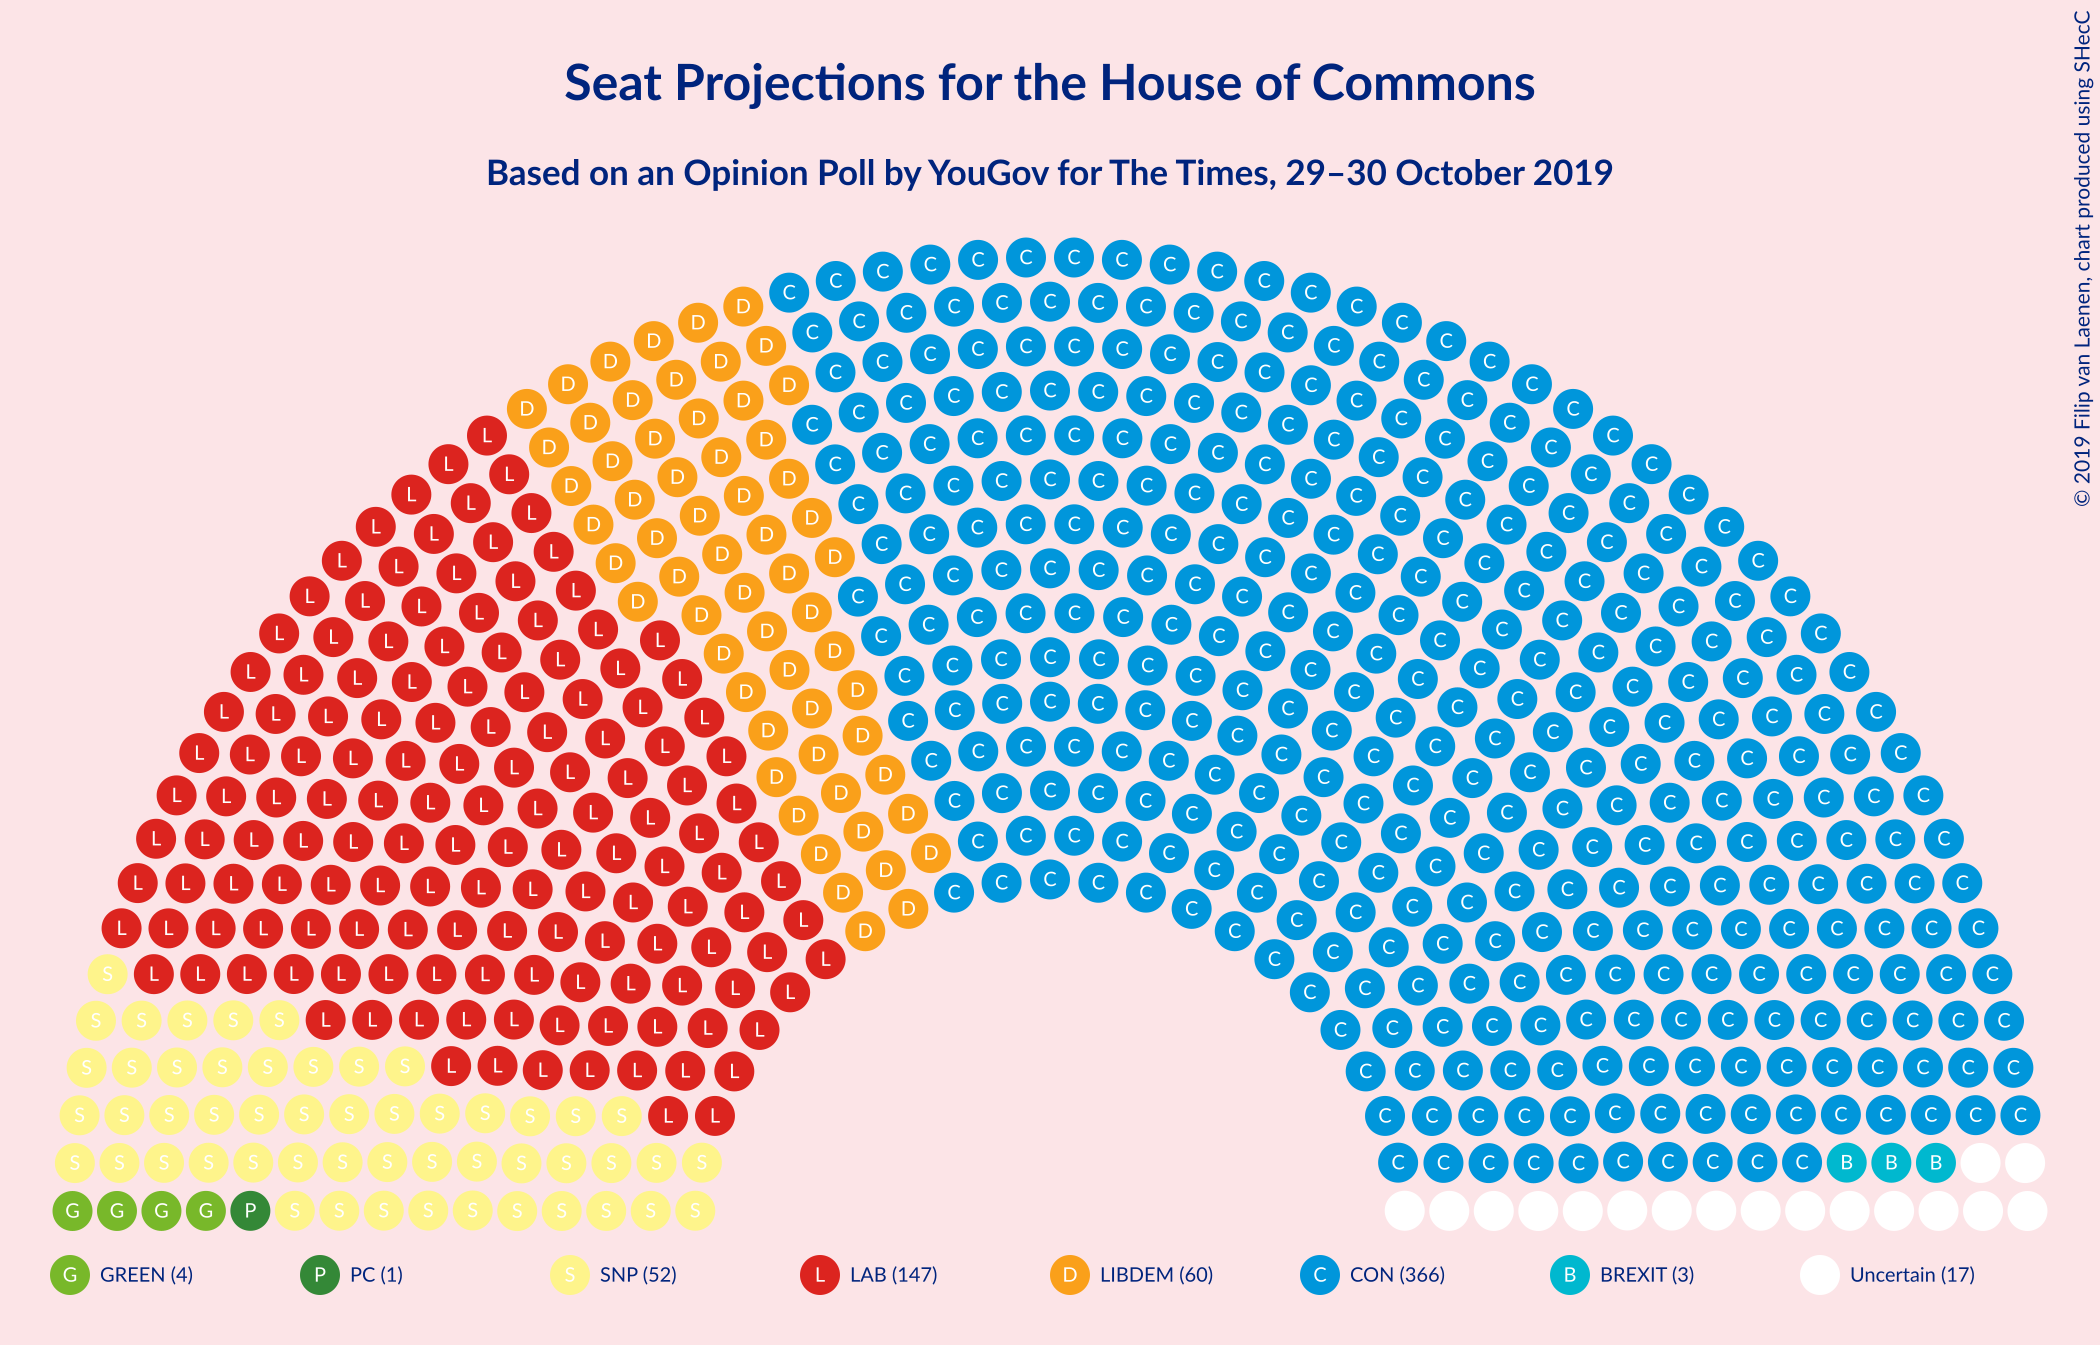 Seat Projections for the House of Commons
Based on an Opinion Poll by YouGov for The Times, 29–30 October 2019
© 2019 Filip van Laenen, chart produced using SHecC
G GREEN (4)
P PC (1)
S SNP (52)
L LAB (147)
D LIBDEM (60)
C CON (366)
B BREXIT (3)
Uncertain (17)